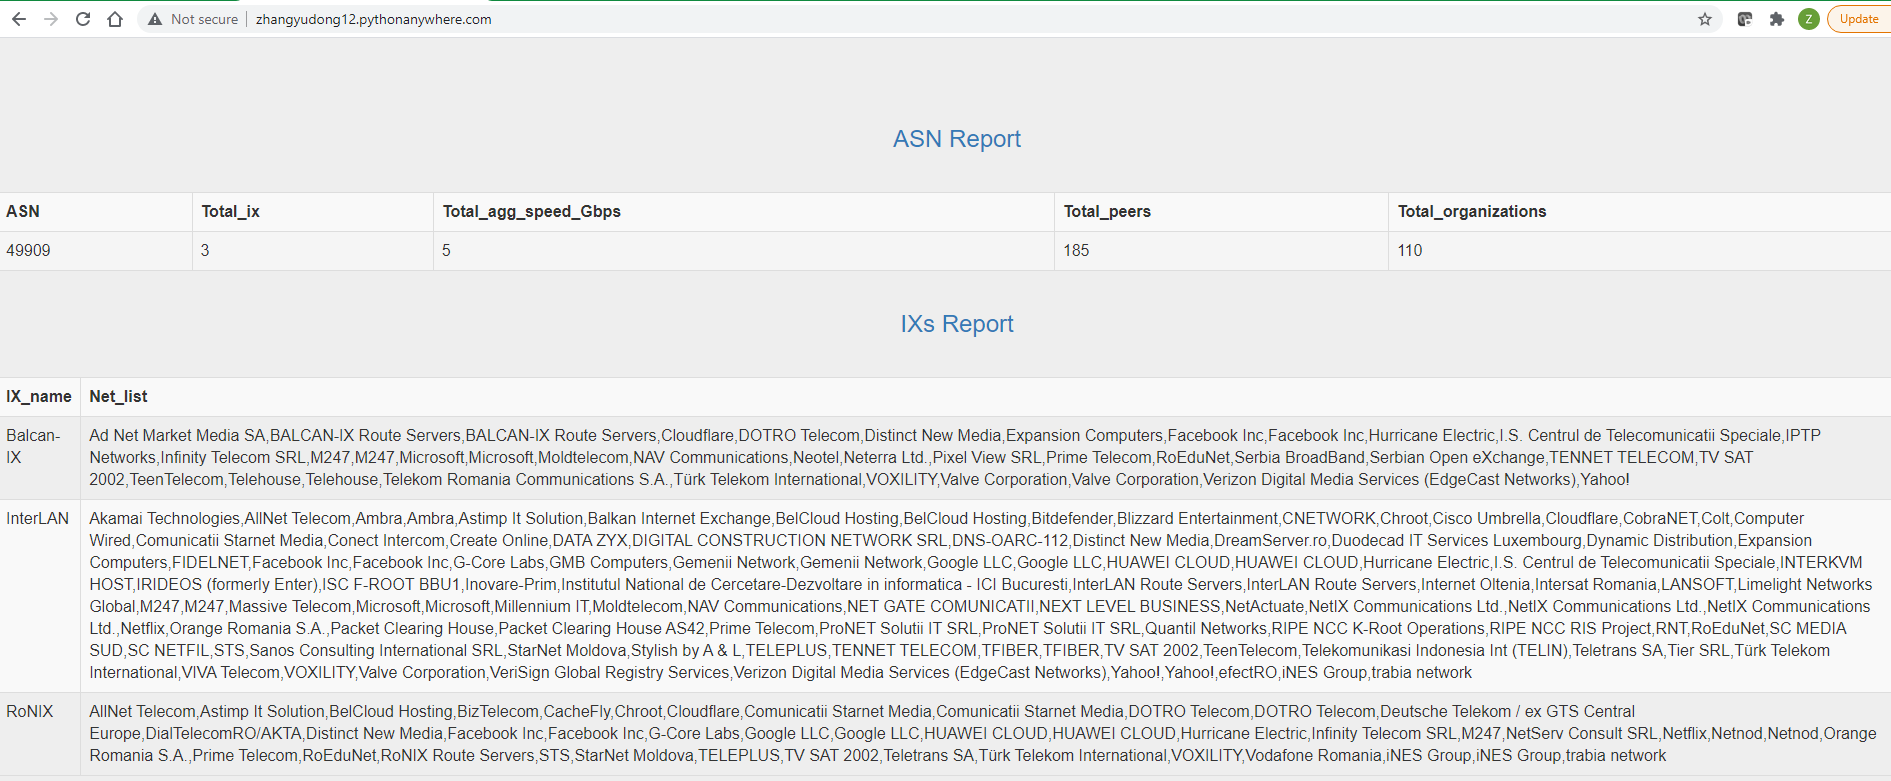 Not secure zhangyudong12.pythonanywhere.com Z Update
ASN Report
ASN Total_ix Total_agg_speed_Gbps Total_peers Total_organizations
49909 3 5 185 110
IXs Report
IX_name Net_list
Balcan-IX Ad Net Market Media SA,BALCAN-IX Route Servers,BALCAN-IX Route Servers,Cloudflare,DOTRO Telecom,Distinct New Media,Expansion Computers,Facebook Inc,Facebook Inc,Hurricane Electric,I.S. Centrul de Telecomunicatii Speciale,IPTP
Networks,Infinity Telecom SRL,M247,M247,Microsoft,Microsoft,Moldtelecom,NAV Communications,Neotel,Neterra Ltd.,Pixel View SRL,Prime Telecom,RoEduNet,Serbia BroadBand,Serbian Open eXchange,TENNET TELECOM,TV SAT
2002,TeenTelecom,Telehouse,Telehouse,Telekom Romania Communications S.A.,Türk Telekom International,VOXILITY,Valve Corporation,Valve Corporation,Verizon Digital Media Services (EdgeCast Networks),Yahoo!
InterLAN Akamai Technologies,AllNet Telecom,Ambra,Ambra,Astimp It Solution,Balkan Internet Exchange,BelCloud Hosting,BelCloud Hosting,Bitdefender,Blizzard Entertainment,CNETWORK,Chroot,Cisco Umbrella,Cloudflare,CobraNET,Colt,Computer
Wired,Comunicatii Starnet Media,Conect Intercom,Create Online,DATA ZYX,DIGITAL CONSTRUCTION NETWORK SRL,DNS-OARC-112,Distinct New Media,DreamServer.ro,Duodecad IT Services Luxembourg,Dynamic Distribution,Expansion
Computers,FIDELNET,Facebook Inc,Facebook Inc,G-Core Labs,GMB Computers,Gemenii Network,Gemenii Network,Google LLC,Google LLC,HUAWEI CLOUD,HUAWEI CLOUD,Hurricane Electric,I.S. Centrul de Telecomunicatii Speciale,INTERKVM
HOST,IRIDEOS (formerly Enter),ISC F-ROOT BBU1,Inovare-Prim,Institutul National de Cercetare-Dezvoltare in informatica - ICI Bucuresti,InterLAN Route Servers,InterLAN Route Servers,Internet Oltenia,Intersat Romania,LANSOFT,Limelight Networks
Global,M247,M247,Massive Telecom,Microsoft,Microsoft,Millennium IT,Moldtelecom,NAV Communications,NET GATE COMUNICATII,NEXT LEVEL BUSINESS,NetActuate,NetIX Communications Ltd.,NetIX Communications Ltd.,NetIX Communications
Ltd.,Netflix,Orange Romania S.A.,Packet Clearing House,Packet Clearing House AS42,Prime Telecom,ProNET Solutii IT SRL,ProNET Solutii IT SRL,Quantil Networks,RIPE NCC K-Root Operations,RIPE NCC RIS Project,RNT,RoEduNet,SC MEDIA
SUD,SC NETFIL,STS,Sanos Consulting International SRL,StarNet Moldova,Stylish by A & L,TELEPLUS,TENNET TELECOM,TFIBER,TFIBER,TV SAT 2002,TeenTelecom,Telekomunikasi Indonesia Int (TELIN),Teletrans SA,Tier SRL,Türk Telekom
International,VIVA Telecom,VOXILITY,Valve Corporation,VeriSign Global Registry Services,Verizon Digital Media Services (EdgeCast Networks),Yahoo!,Yahoo!,efectRO,iNES Group,trabia network
RoNIX AllNet Telecom,Astimp It Solution,BelCloud Hosting,BizTelecom,CacheFly,Chroot,Cloudflare,Comunicatii Starnet Media,Comunicatii Starnet Media,DOTRO Telecom,DOTRO Telecom,Deutsche Telekom / ex GTS Central
Europe,DialTelecomRO/AKTA,Distinct New Media,Facebook Inc,Facebook Inc,G-Core Labs,Google LLC,Google LLC,HUAWEI CLOUD,HUAWEI CLOUD,Hurricane Electric,Infinity Telecom SRL,M247,NetServ Consult SRL,Netflix,Netnod,Netnod,Orange
Romania S.A.,Prime Telecom,RoEduNet,RoNIX Route Servers,STS,StarNet Moldova,TELEPLUS,TV SAT 2002,Teletrans SA,Türk Telekom International,VOXILITY,Vodafone Romania,iNES Group,iNES Group,trabia network